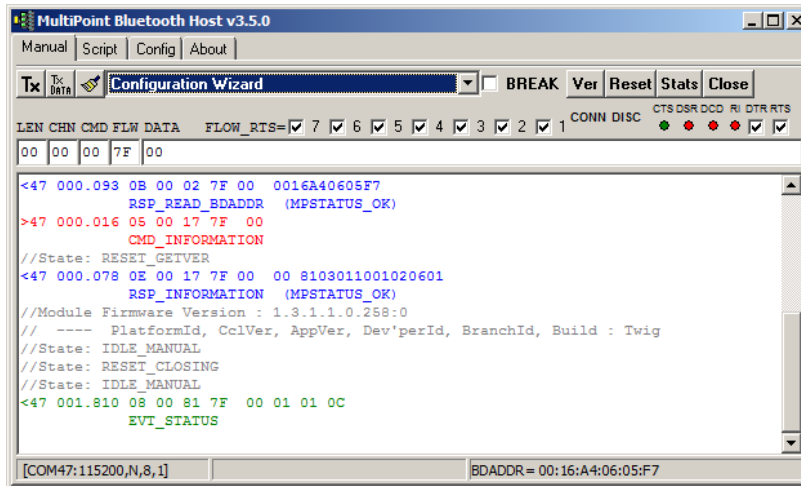 MultiPoint Bluetooth Host v3.5.0
Manual Script Config About
Tx Tx DATA Configuration Wizard BREAK Ver Reset Stats Close
LEN CHN CMD FLW DATA FLOW_RTS= 7 6 5 4 3 2 1 CONN DISC CTS DSR DCD RI DTR RTS
00 00 00 7F 00
<47 000.093 0B 00 02 7F 00 0016A40605F7
RSP_READ_BDADDR (MPSTATUS_OK)
>47 000.016 05 00 17 7F 00
CMD_INFORMATION
//State: RESET_GETVER
<47 000.078 0E 00 17 7F 00 00 8103011001020601
RSP_INFORMATION (MPSTATUS_OK)
//Module Firmware Version : 1.3.1.1.0.258:0
// ---- PlatformId, CclVer, AppVer, Dev'perId, BranchId, Build : Twig
//State: IDLE_MANUAL
//State: RESET_CLOSING
//State: IDLE_MANUAL
<47 001.810 08 00 81 7F 00 01 01 0C
EVT_STATUS
[COM47:115200,N,8,1] BDADDR= 00:16:A4:06:05:F7